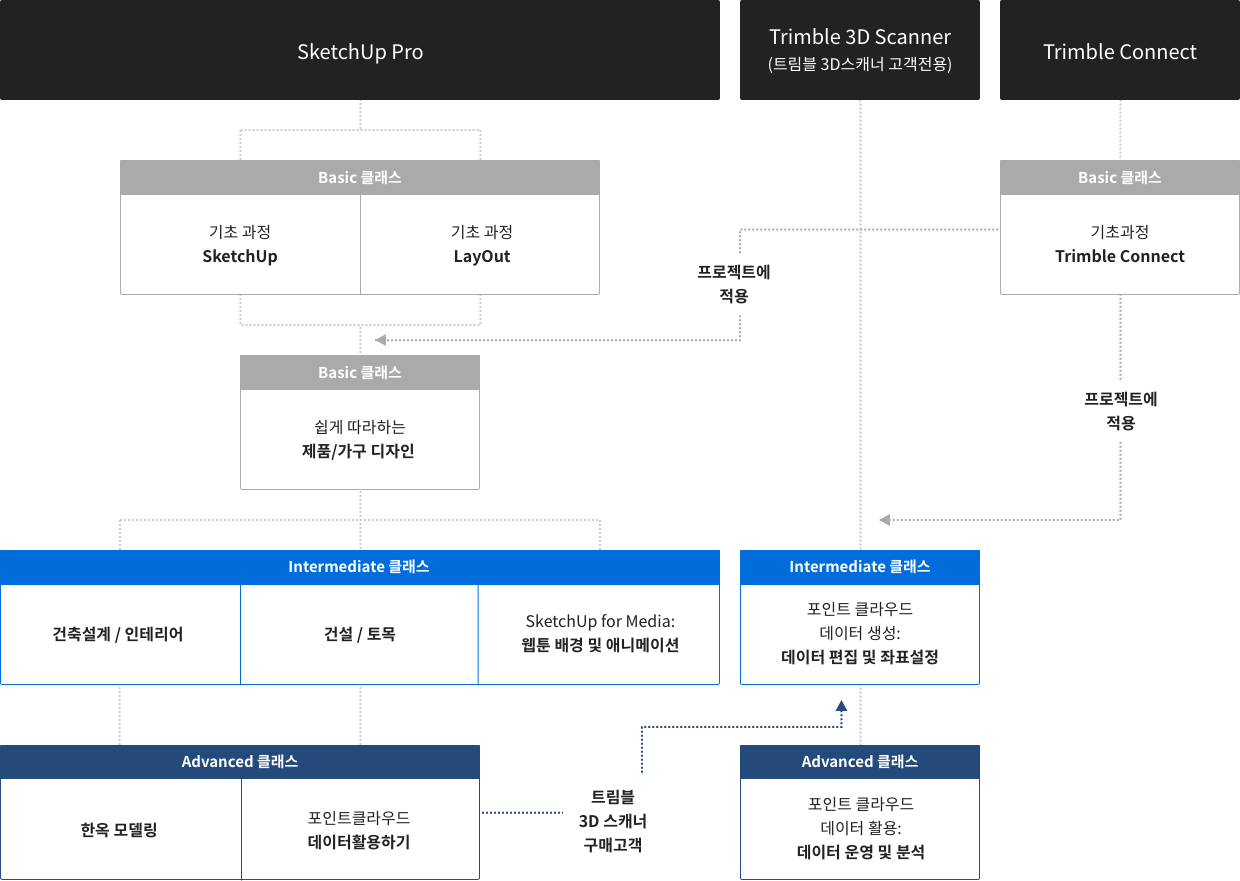 SketchUp Pro
Trimble 3D Scanner
(트림블 3D스캐너 고객전용)
Trimble Connect
Basic 클래스
기초 과정
SketchUp
기초 과정
LayOut
Basic 클래스
기초과정
Trimble Connect
프로젝트에
적용
Basic 클래스
쉽게 따라하는
제품/가구 디자인
프로젝트에
적용
Intermediate 클래스
건축설계 / 인테리어
건설 / 토목
SketchUp for Media:
웹툰 배경 및 애니메이션
Intermediate 클래스
포인트 클라우드
데이터 생성:
데이터 편집 및 좌표설정
Advanced 클래스
한옥 모델링
포인트클라우드
데이터활용하기
트림블
3D 스캐너
구매고객
Advanced 클래스
포인트 클라우드
데이터 활용:
데이터 운영 및 분석